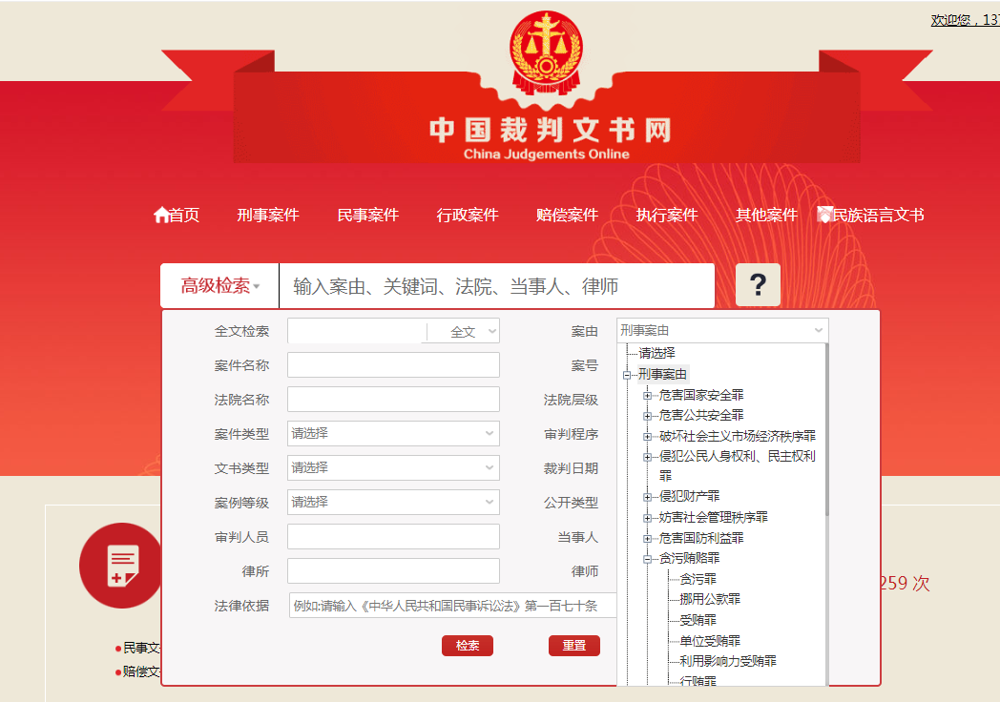 欢迎您，137
中国裁判文书网
China Judgements Online
首页 刑事案件 民事案件 行政案件 赔偿案件 执行案件 其他案件 民族语言文书
高级检索 输入案由、关键词、法院、当事人、律师 ?
全文检索 全文 案由 刑事案由
请选择
案件名称 案号 刑事案由
危害国家安全罪
法院名称 法院层级 危害公共安全罪
案件类型 请选择 审判程序 破坏社会主义市场经济秩序罪
侵犯公民人身权利、民主权利
文书类型 请选择 裁判日期 罪
案例等级 请选择 公开类型 侵犯财产罪
妨害社会管理秩序罪
审判人员 当事人 危害国防利益罪
贪污贿赂罪
律所 律师 贪污罪
259 次
挪用公款罪
法律依据 例如:请输入《中华人民共和国民事诉讼法》第一百七十条
受贿罪
检索 重置 单位受贿罪
民事文
利用影响力受贿罪
赔偿文
行贿罪